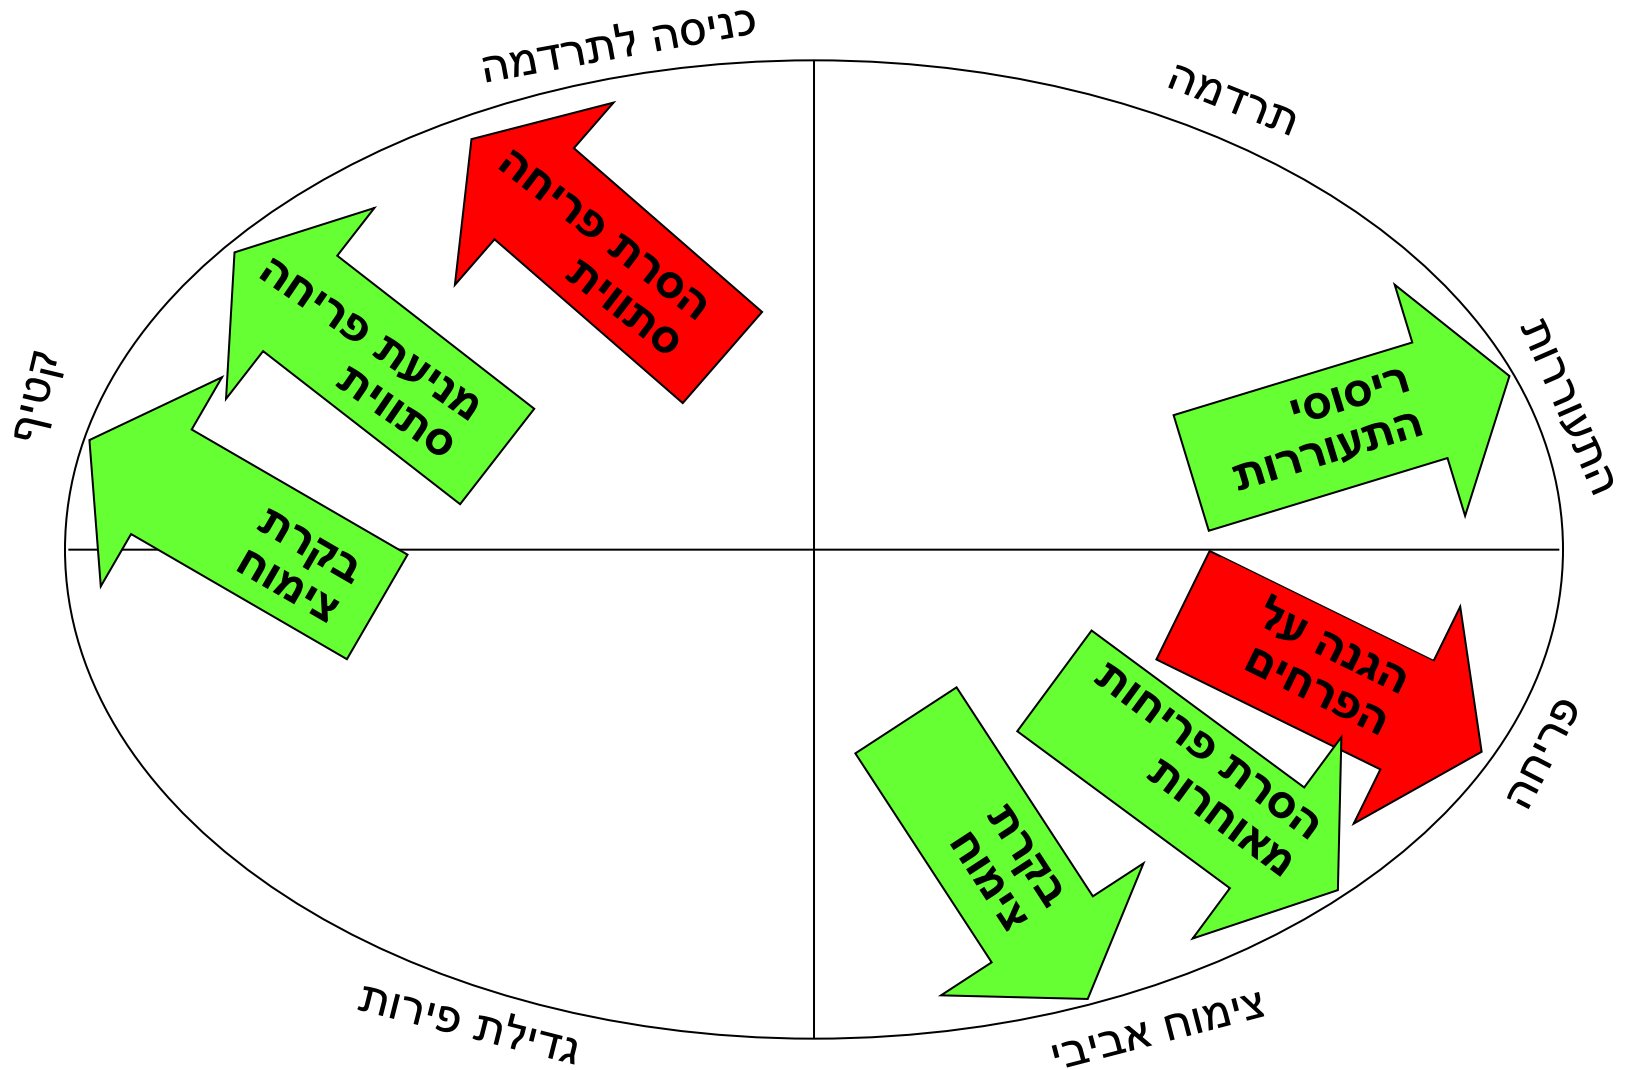 כניסה לתרדמה
תרדמה
הסרת פריחה
סתווית
מניעת פריחה
סתווית
קטיף
בקרת
צימוח
ריסוסי
התעוררות
התעוררות
הגנה על
הפרחים
הסרת פריחות
מאוחרות
פריחה
בקרת
צימוח
גדילת פירות
צימוח אביבי